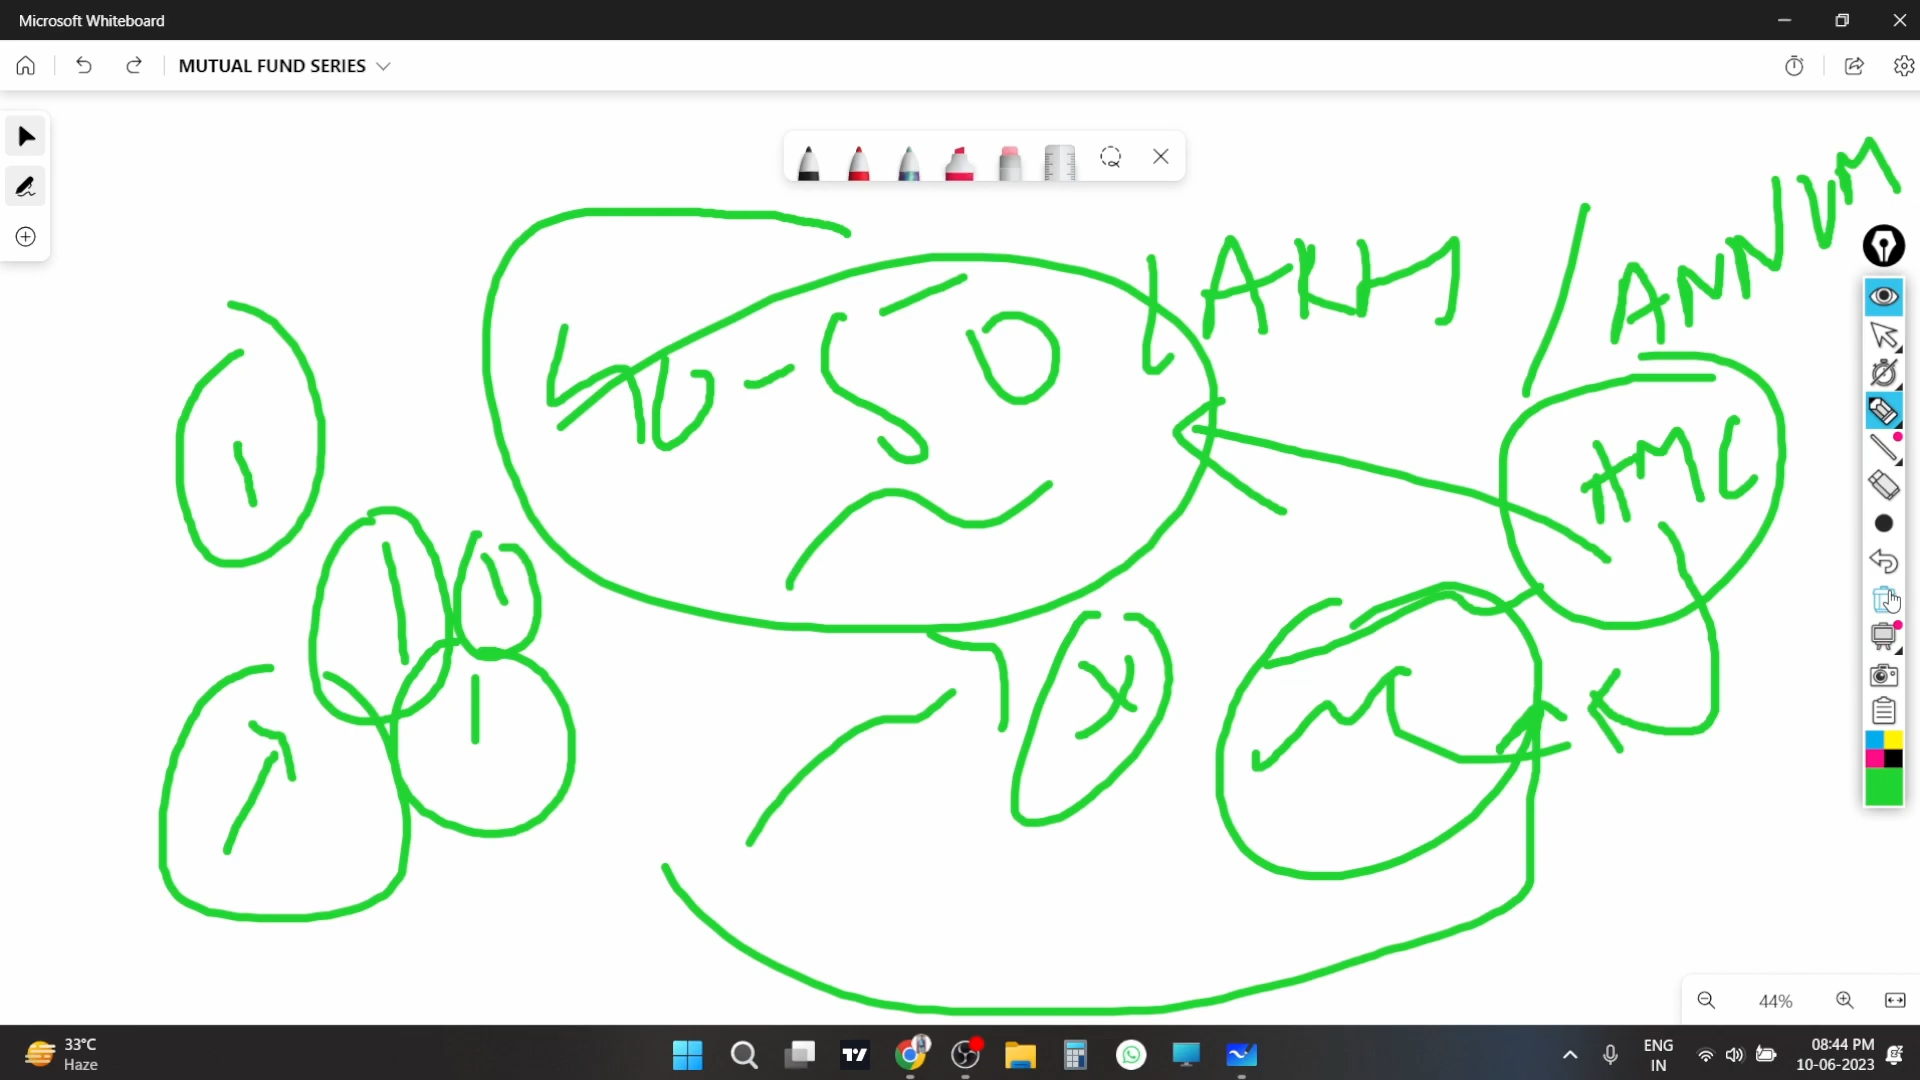 Microsoft Whiteboard
MUTUAL FUND SERIES
40-50 LAKH /ANNUM
AMC
X
44%
33°C
Haze
ENG
IN
08:44 PM
10-06-2023